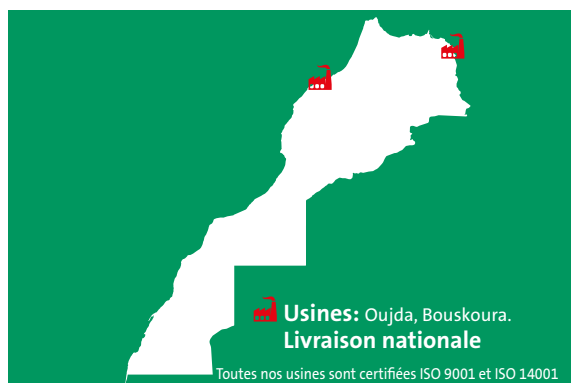 Usines: Oujda, Bouskoura.
Livraison nationale
Toutes nos usines sont certifiées ISO 9001 et ISO 14001